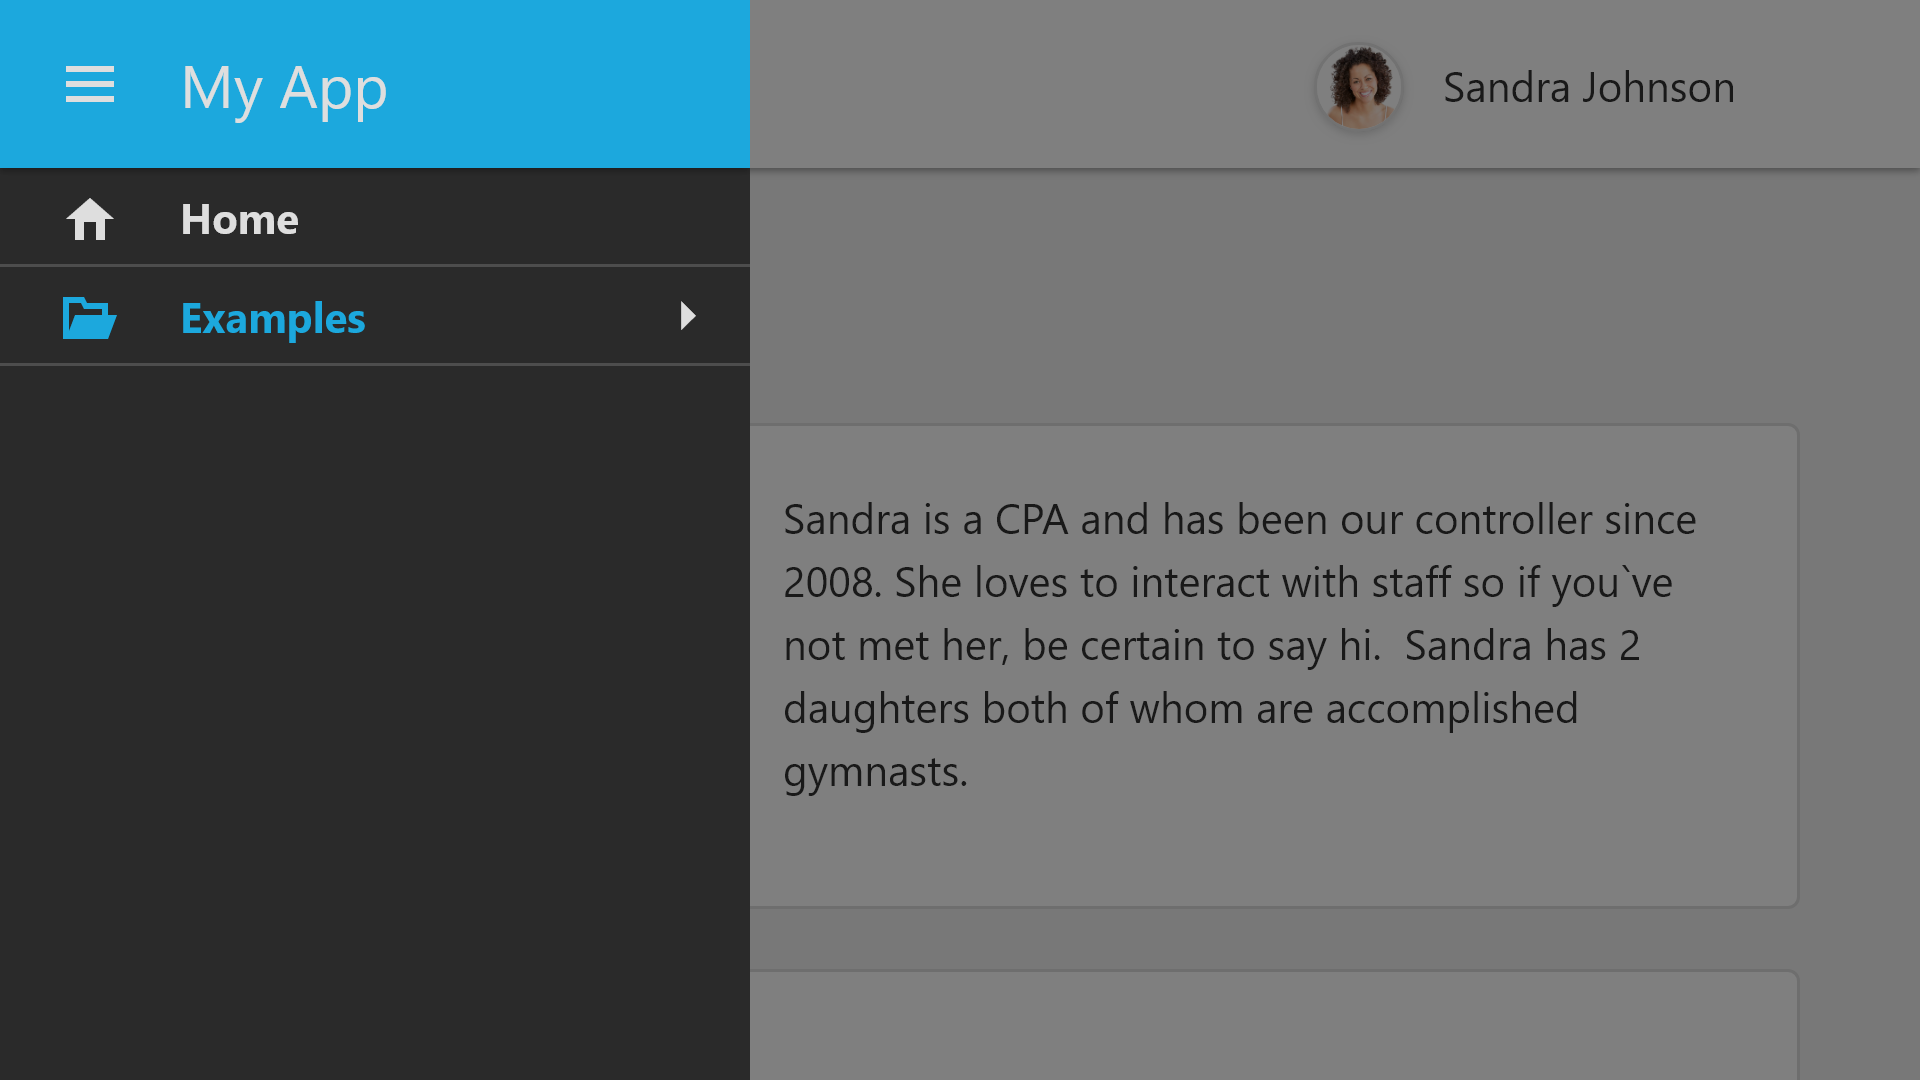 My App
Sandra Johnson
Home
Examples
Sandra is a CPA and has been our controller since
2008. She loves to interact with staff so if you`ve
not met her, be certain to say hi.  Sandra has 2
daughters both of whom are accomplished
gymnasts.